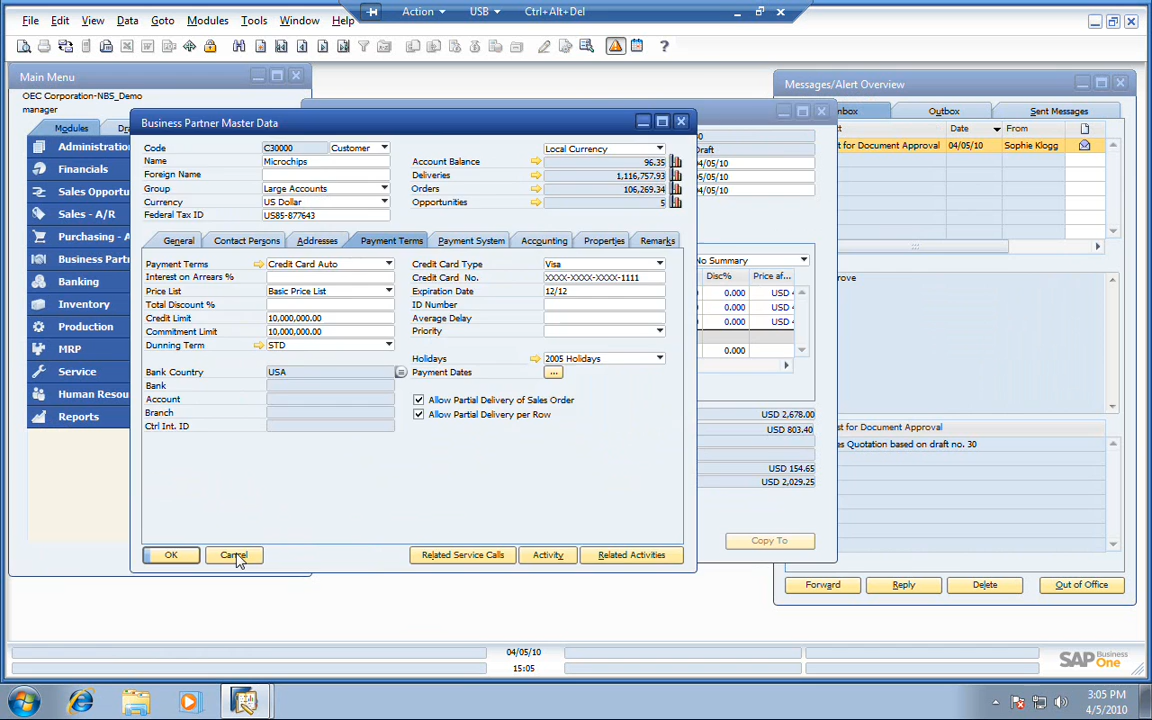 Action USB Ctrl+Alt+Del
File Edit View Data Goto Modules Tools Window Help
Main Menu
OEC Corporation-NBS_Demo
manager
Modules
Administration
Financials
Sales Opportu
Sales - A/R
Purchasing - A
Business Partn
Banking
Inventory
Production
MRP
Service
Human Resou
Reports
Business Partner Master Data
Code C30000 Customer
Name Microchips
Foreign Name
Group Large Accounts
Currency US Dollar
Federal Tax ID US85-877643
Local Currency
Account Balance 96.35
Deliveries 1,116,757.93
Orders 106,269.34
Opportunities 5
General Contact Persons Addresses Payment Terms Payment System Accounting Properties Remarks
Payment Terms Credit Card Auto
Interest on Arrears %
Price List Basic Price List
Total Discount %
Credit Limit 10,000,000.00
Commitment Limit 10,000,000.00
Dunning Term STD
Bank Country USA
Bank
Account
Branch
Ctrl Int. ID
Credit Card Type Visa
Credit Card No. XXXX-XXXX-XXXX-1111
Expiration Date 12/12
ID Number
Average Delay
Priority
Holidays 2005 Holidays
Payment Dates ...
Allow Partial Delivery of Sales Order
Allow Partial Delivery per Row
OK Cancel Related Service Calls Activity Related Activities
Draft
04/05/10
04/05/10
04/05/10
No Summary
Disc% Price af...
0.000 USD 4
0.000 USD 4
0.000 USD 4
0.000
USD 2,678.00
USD 803.40
USD 154.65
USD 2,029.25
Copy To
Messages/Alert Overview
nbox Outbox Sent Messages
Date From
t for Document Approval 04/05/10 Sophie Klogg
ove
st for Document Approval
s Quotation based on draft no. 30
Forward Reply Delete Out of Office
04/05/10
15:05
SAP Business One
3:05 PM
4/5/2010